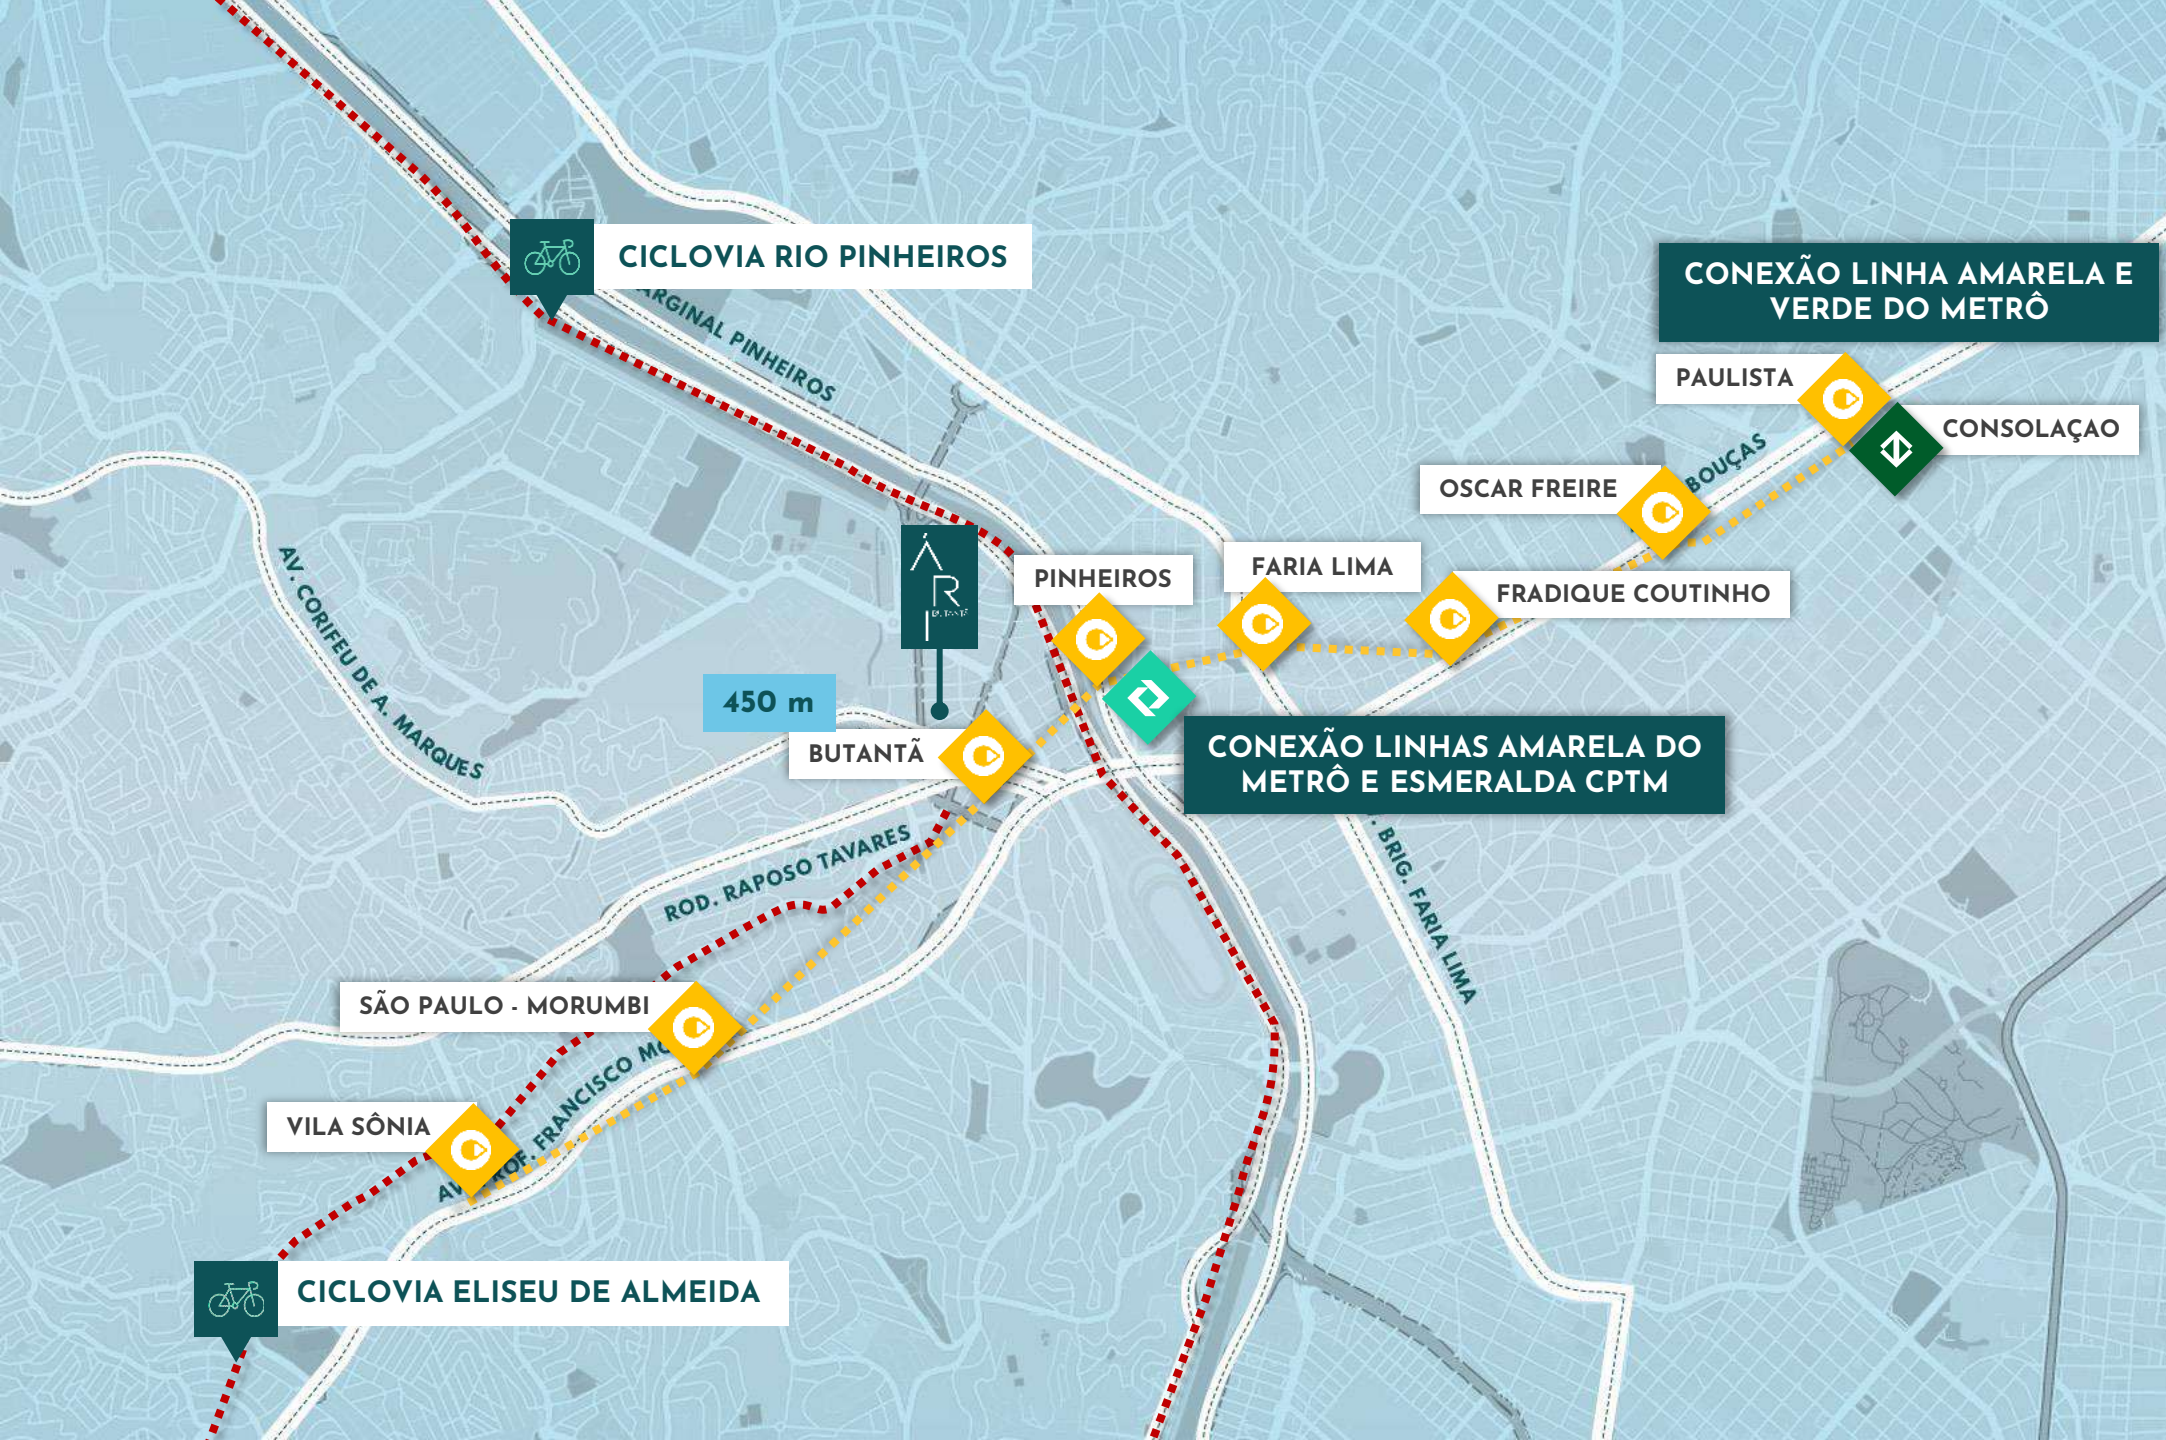 CICLOVIA RIO PINHEIROS
ARGINAL PINHEIROS
CONEXÃO LINHA AMARELA E
VERDE DO METRÔ
PAULISTA
CONSOLAÇAO
BOUÇAS
OSCAR FREIRE
FARIA LIMA
FRADIQUE COUTINHO
PINHEIROS
Á
R
I
AV. CORIFEU DE A. MARQUES
450 m
BUTANTÃ
CONEXÃO LINHAS AMARELA DO
METRÔ E ESMERALDA CPTM
. BRIG. FARIA LIMA
ROD. RAPOSO TAVARES
SÃO PAULO - MORUMBI
VILA SÔNIA
AV. PROF. FRANCISCO MO
CICLOVIA ELISEU DE ALMEIDA